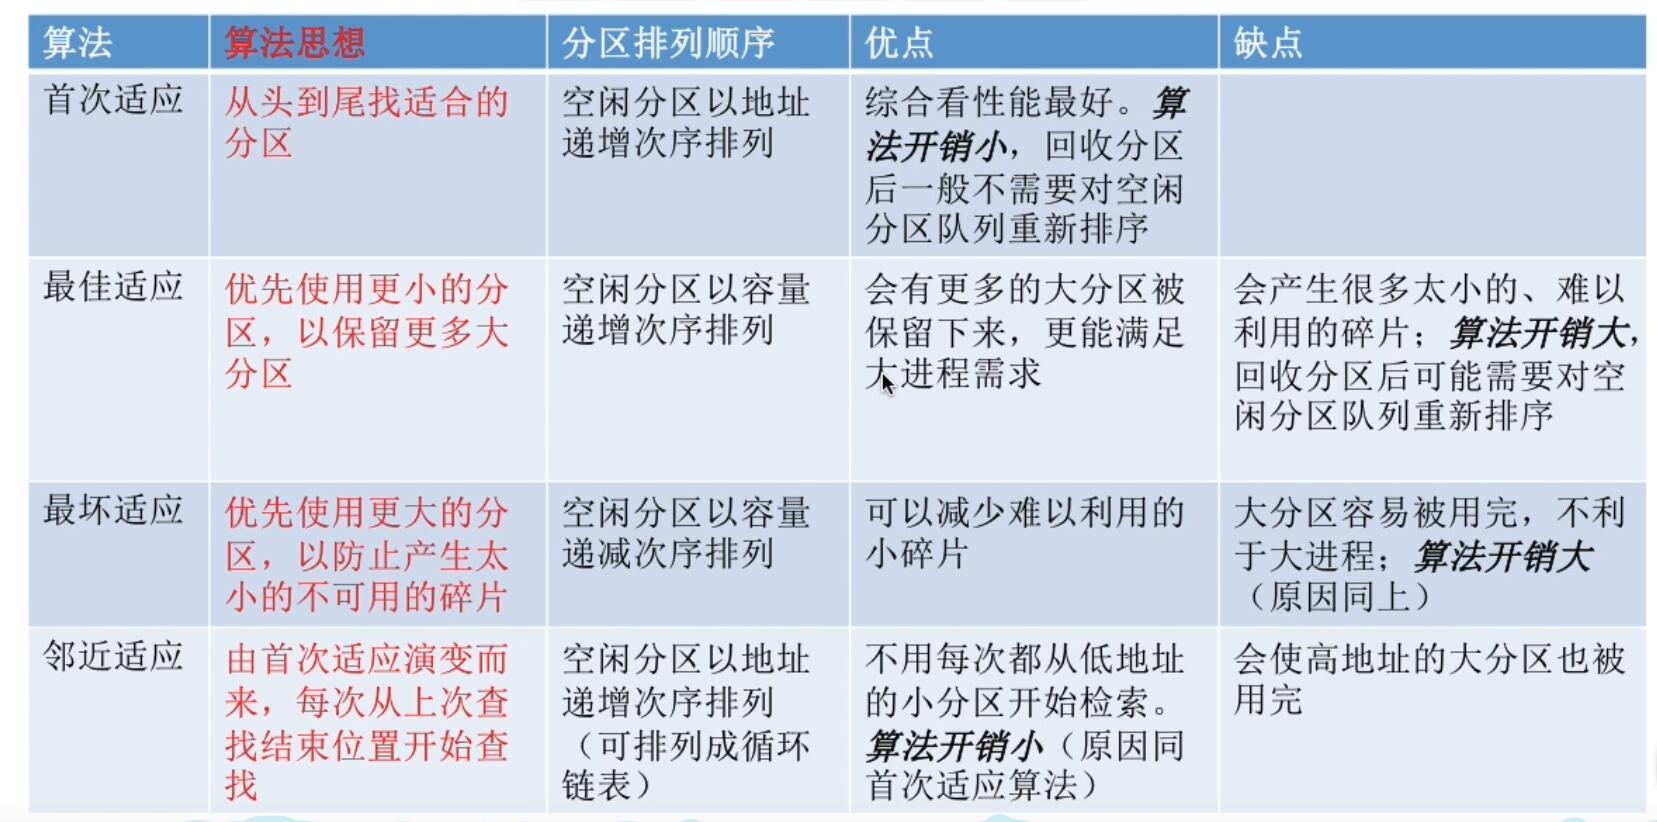 算法 算法思想 分区排列顺序 优点 缺点
首次适应
从头到尾找适合的
分区
空闲分区以地址
递增次序排列
综合看性能最好。算
法开销小，回收分区
后一般不需要对空闲
分区队列重新排序
最佳适应
优先使用更小的分
区，以保留更多大
分区
空闲分区以容量
递增次序排列
会有更多的大分区被
保留下来，更能满足
大进程需求
会产生很多太小的、难以
利用的碎片；算法开销大，
回收分区后可能需要对空
闲分区队列重新排序
最坏适应
优先使用更大的分
区，以防止产生太
小的不可用的碎片
空闲分区以容量
递减次序排列
可以减少难以利用的
小碎片
大分区容易被用完，不利
于大进程；算法开销大
（原因同上）
邻近适应
由首次适应演变而
来，每次从上次查
找结束位置开始查
找
空闲分区以地址
递增次序排列
（可排列成循环
链表）
不用每次都从低地址
的小分区开始检索。
算法开销小（原因同
首次适应算法）
会使高地址的大分区也被
用完